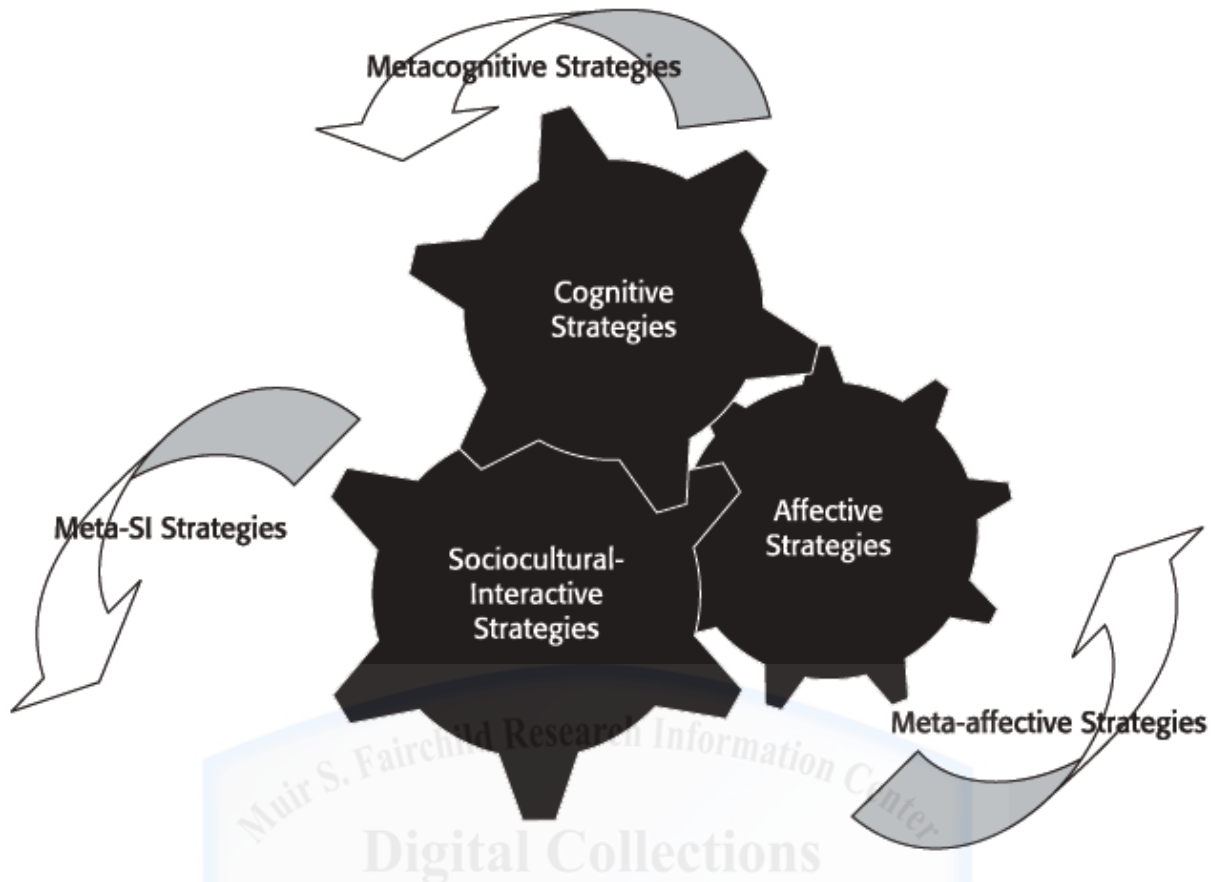 Metacognitive Strategies
Cognitive
Strategies
Meta-SI Strategies
Affective
Strategies
Sociocultural-
Interactive
Strategies
Meta-affective Strategies
Muir S. Fairchild Research Information Center
Digital Collections